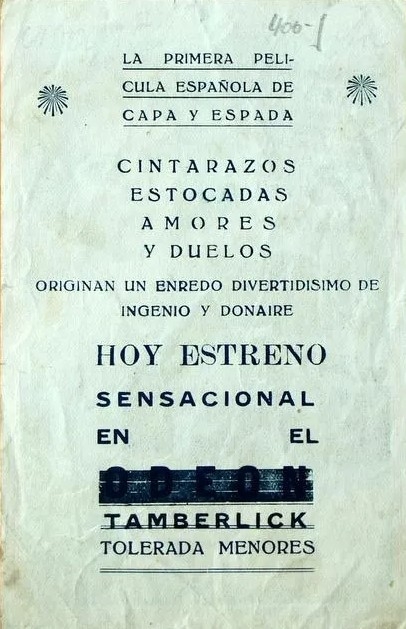 400-
LA PRIMERA PELI-
CULA ESPAÑOLA DE
CAPA Y ESPADA
CINTARAZOS
ESTOCADAS
AMORES
Y DUELOS
ORIGINAN UN ENREDO DIVERTIDISIMO DE
INGENIO Y DONAIRE
HOY ESTRENO
SENSACIONAL
EN EL
ODEON
TAMBERLICK
TOLERADA MENORES